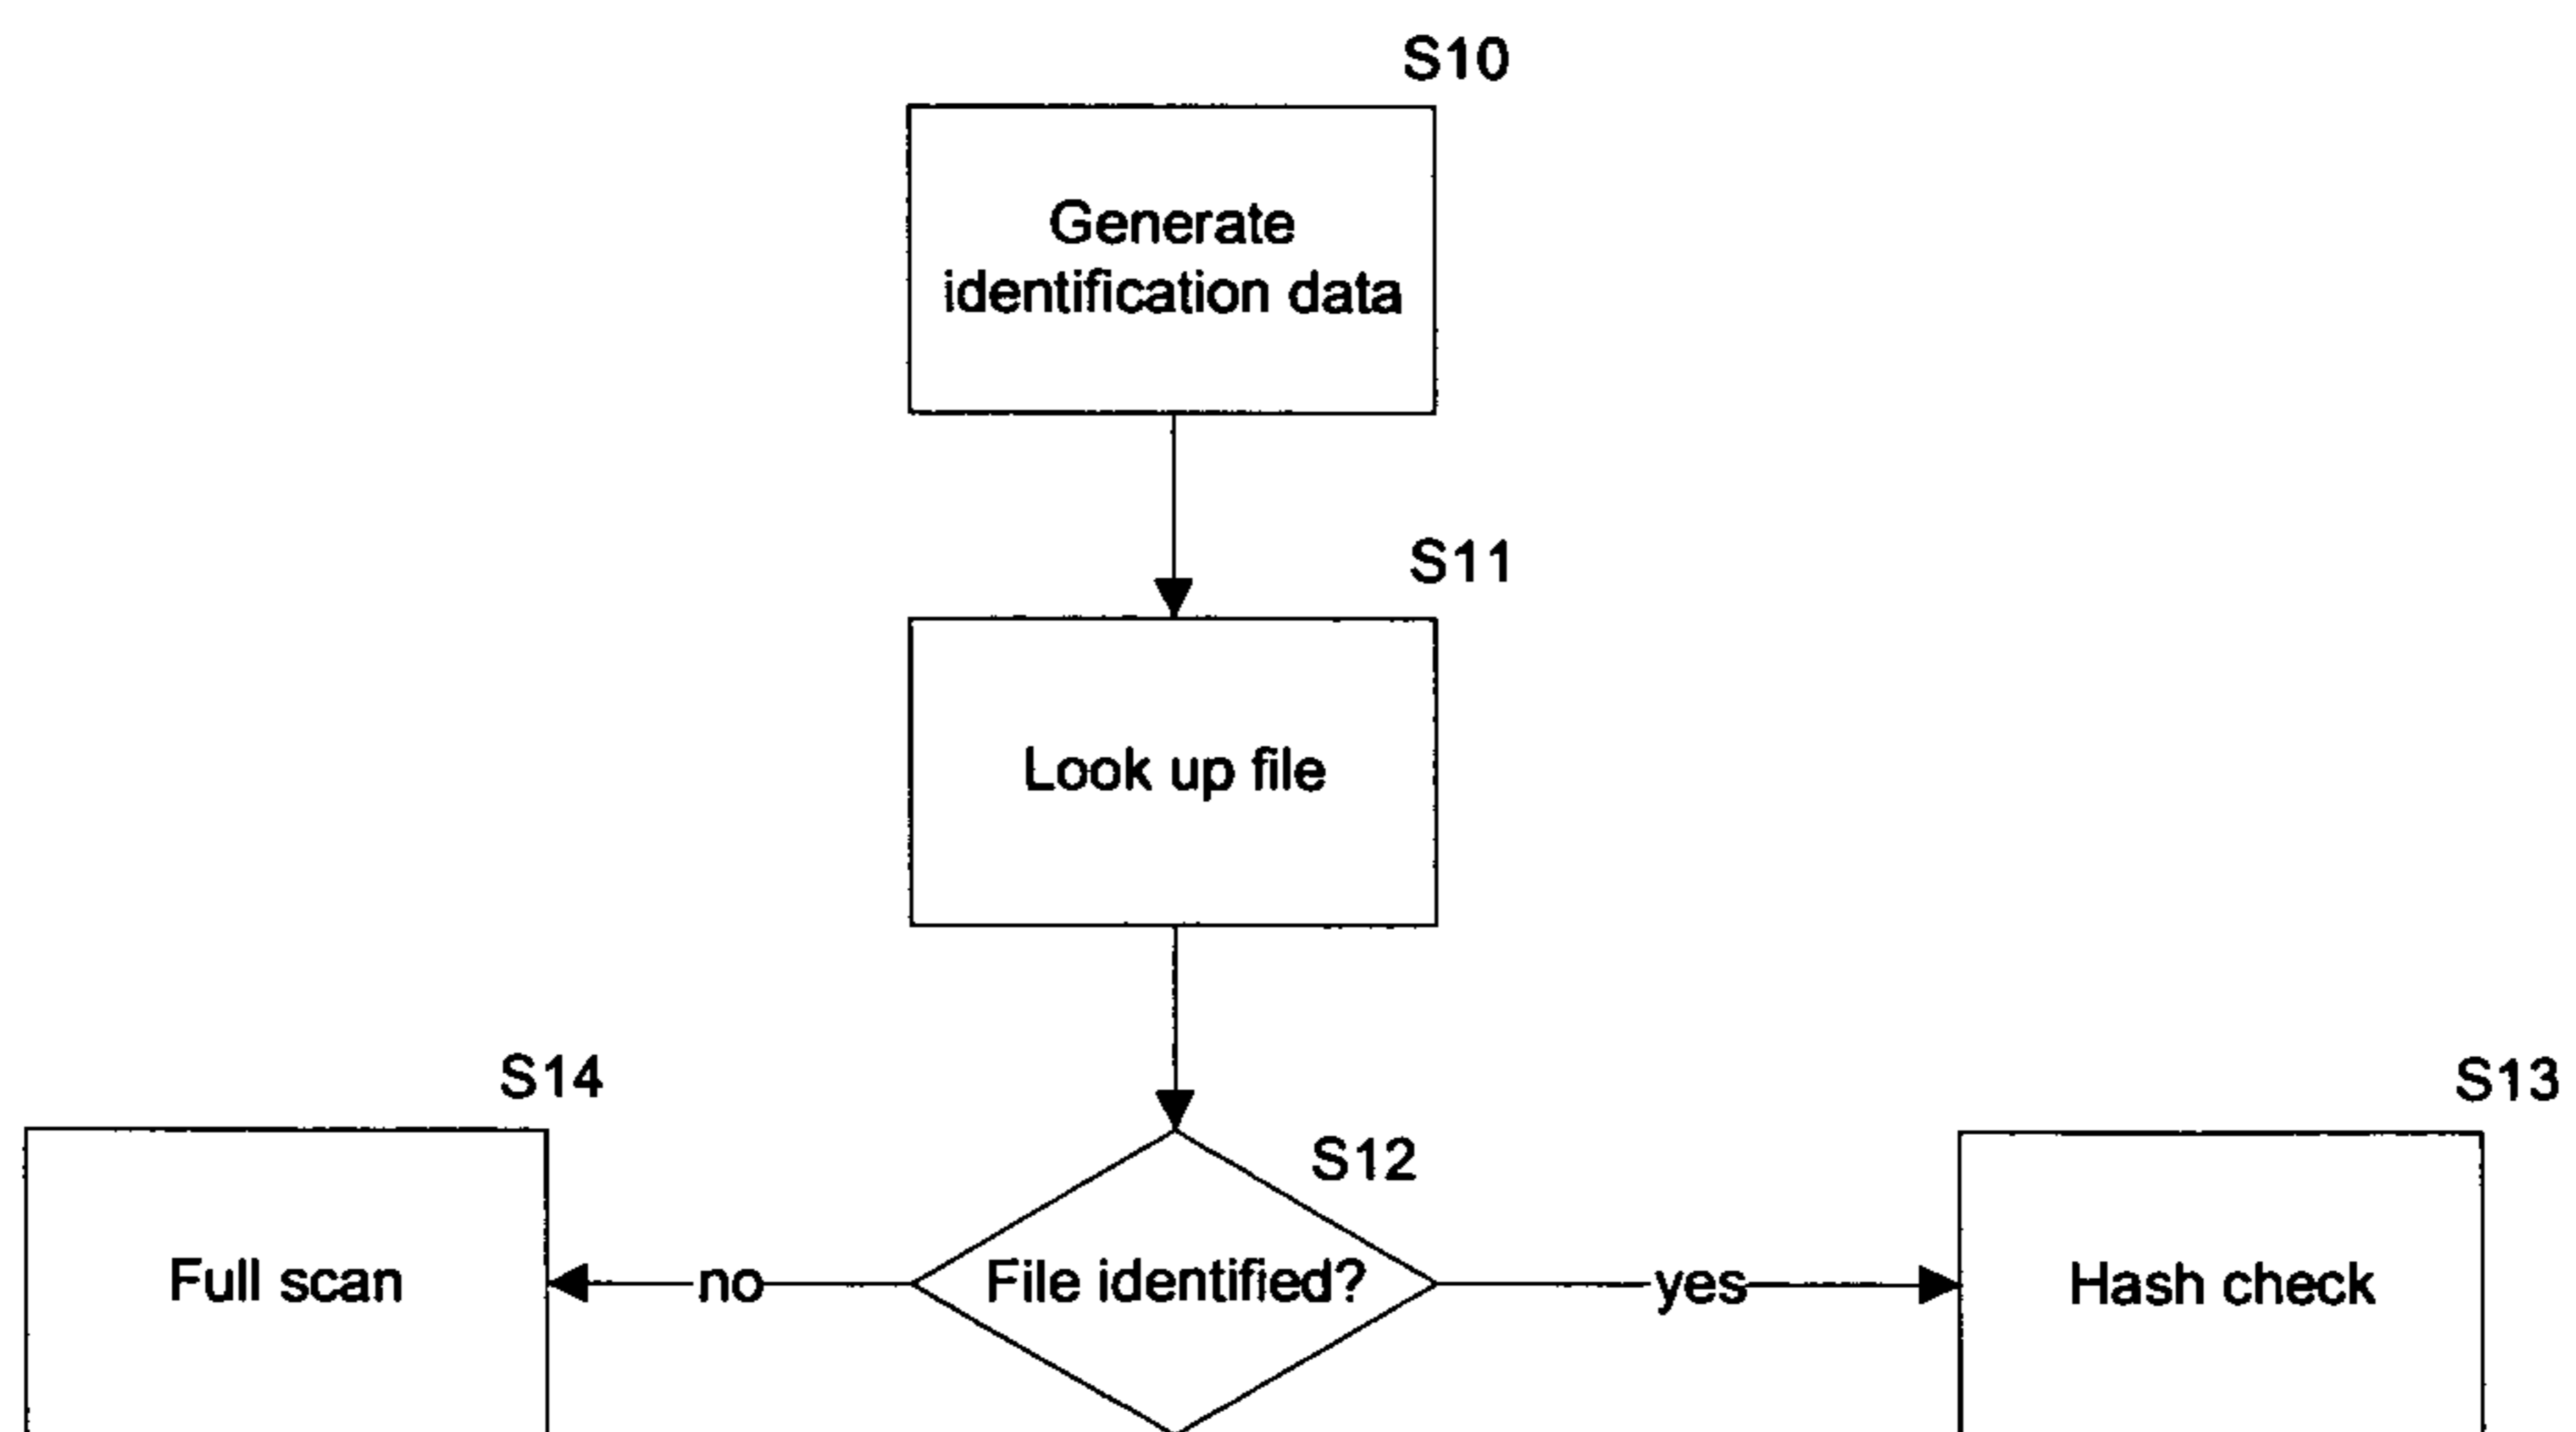 S10
Generate
identification data
S11
Look up file
S14
S13
S12
Full scan
no
File identified?
yes
Hash check